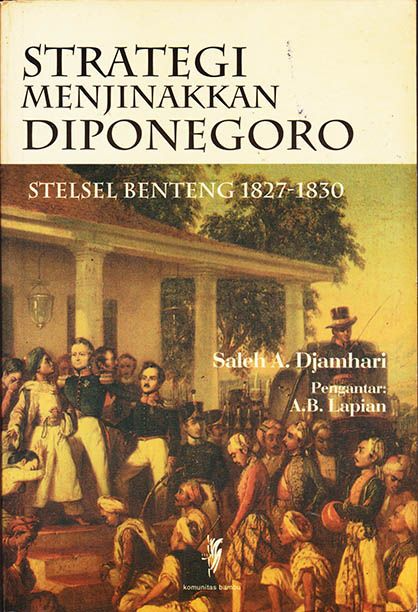 STRATEGI
MENJINAKKAN
DIPONEGORO
STELSEL BENTENG 1827-1830
Saleh A. Djamhari
Pengantar:
A.B. Lapian
komunitas bambu